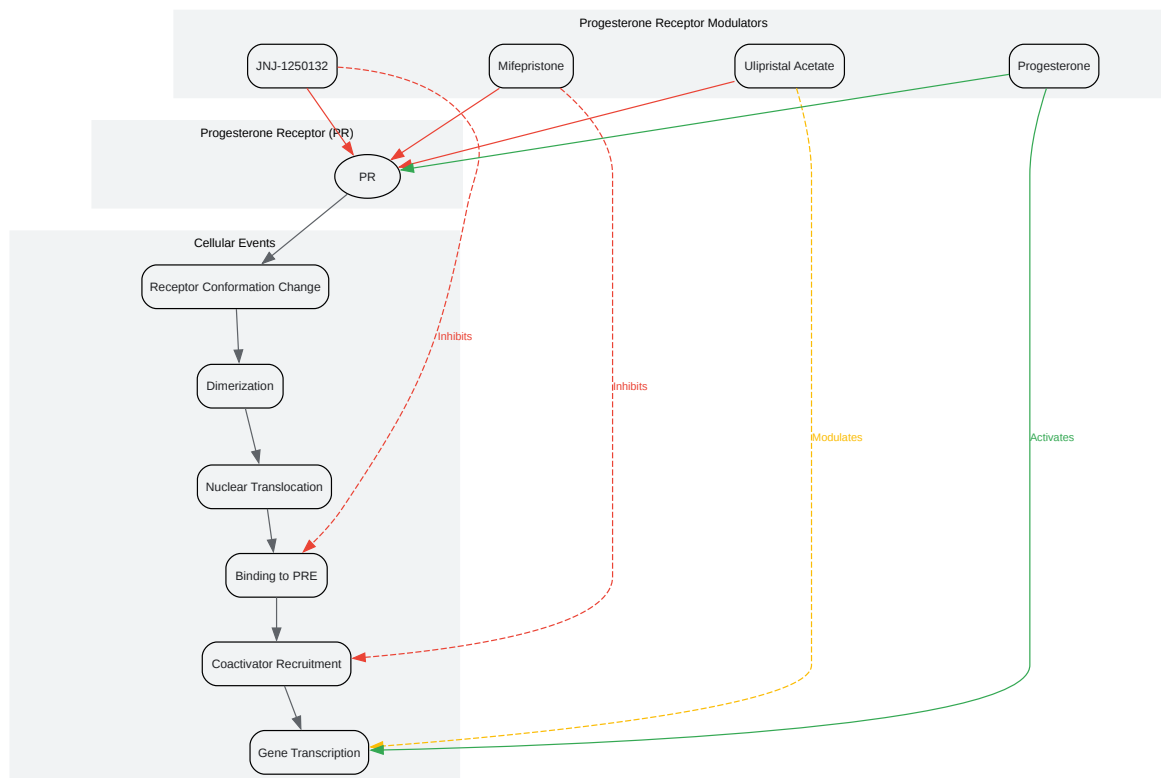 Progesterone Receptor Modulators
JNJ-1250132
Mifepristone
Ulipristal Acetate
Progesterone
Progesterone Receptor (PR)
PR
Cellular Events
Receptor Conformation Change
Inhibits
Dimerization
Inhibits
Modulates
Activates
Nuclear Translocation
Binding to PRE
Coactivator Recruitment
Gene Transcription